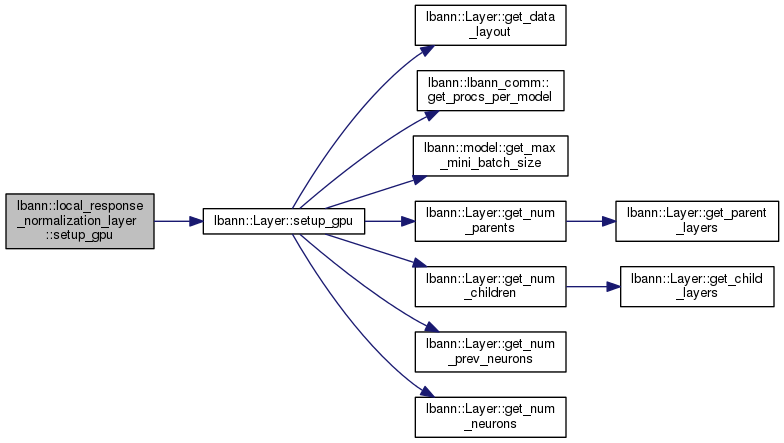 lbann::local_response
_normalization_layer
::setup_gpu
lbann::Layer::setup_gpu
lbann::Layer::get_data
_layout
lbann::lbann_comm::
get_procs_per_model
lbann::model::get_max
_mini_batch_size
lbann::Layer::get_num
_parents
lbann::Layer::get_parent
_layers
lbann::Layer::get_num
_children
lbann::Layer::get_child
_layers
lbann::Layer::get_num
_prev_neurons
lbann::Layer::get_num
_neurons